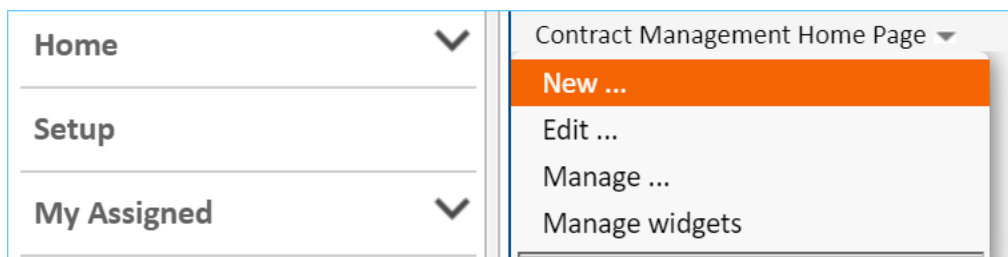 Home
Setup
My Assigned
Contract Management Home Page
New ...
Edit ...
Manage ...
Manage widgets